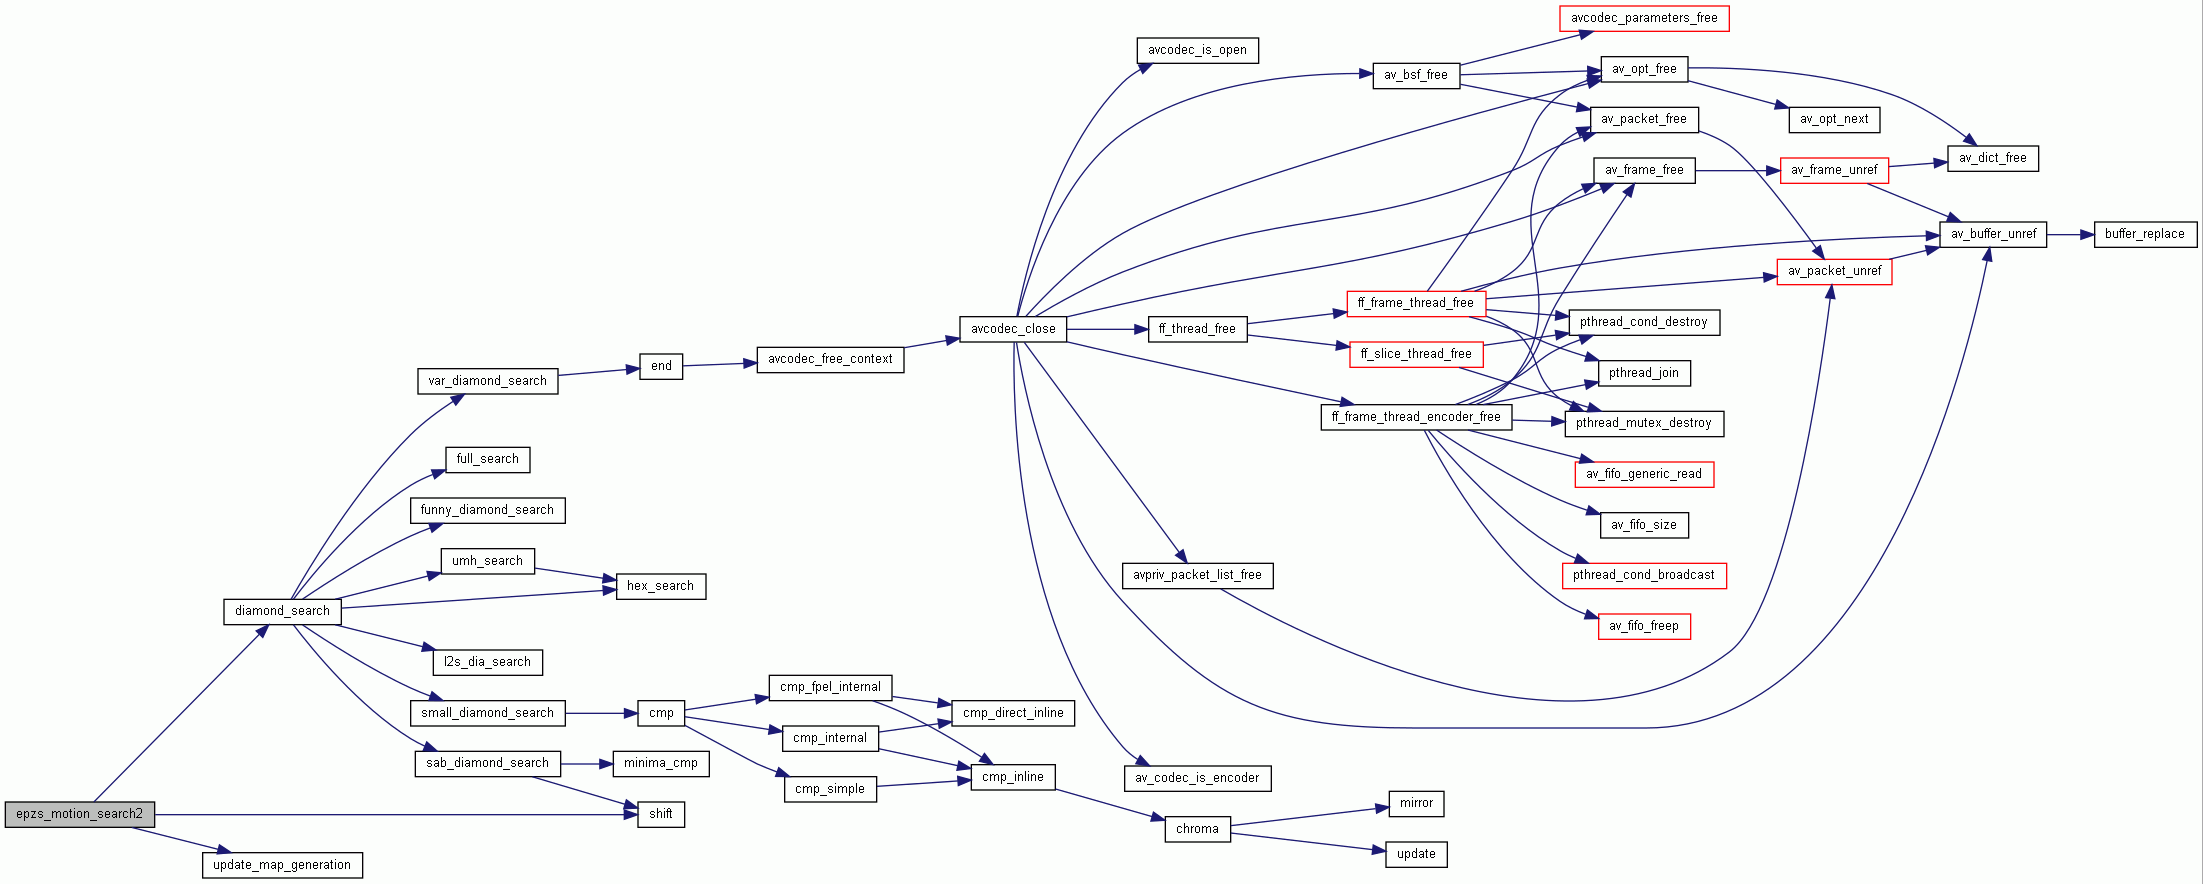 avcodec_parameters_free
avcodec_is_open
av_bsf_free
av_opt_free
av_packet_free
av_opt_next
av_dict_free
av_frame_free
av_frame_unref
av_buffer_unref
buffer_replace
av_packet_unref
ff_frame_thread_free
pthread_cond_destroy
avcodec_close
ff_thread_free
ff_slice_thread_free
pthread_join
end
avcodec_free_context
var_diamond_search
ff_frame_thread_encoder_free
pthread_mutex_destroy
full_search
av_fifo_generic_read
funny_diamond_search
av_fifo_size
umh_search
hex_search
avpriv_packet_list_free
pthread_cond_broadcast
diamond_search
av_fifo_freep
l2s_dia_search
cmp_fpel_internal
small_diamond_search
cmp
cmp_direct_inline
cmp_internal
sab_diamond_search
minima_cmp
cmp_inline
av_codec_is_encoder
cmp_simple
mirror
epzs_motion_search2
shift
chroma
update
update_map_generation